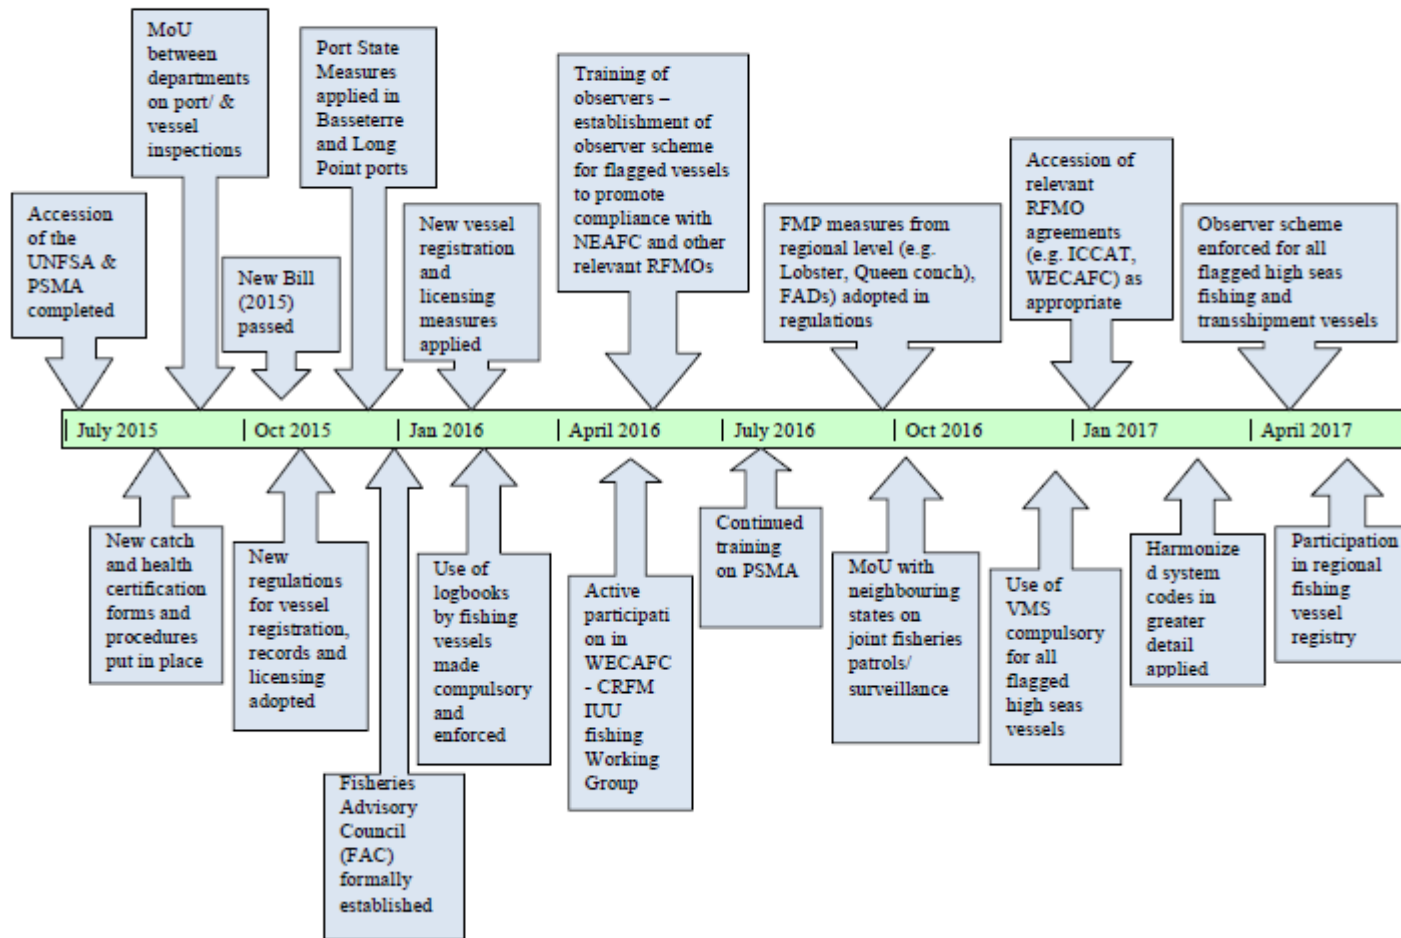 MoU
between
departments
on port/ &
vessel
inspections
Port State
Measures
applied in
Basseterre
and Long
Point ports
Training of
observers –
establishment of
observer scheme
for flagged vessels
to promote
compliance with
NEAFC and other
relevant RFMOs
Accession of
relevant
RFMO
agreements
(e.g. ICCAT,
WECAFC) as
appropriate
Accession
of the
UNFSA &
PSMA
completed
New Bill
(2015)
passed
New vessel
registration
and
licensing
measures
applied
FMP measures from
regional level (e.g.
Lobster, Queen conch),
FADs) adopted in
regulations
Observer scheme
enforced for all
flagged high seas
fishing and
transshipment vessels
| July 2015 | Oct 2015 | Jan 2016 | April 2016 | July 2016 | Oct 2016 | Jan 2017 | April 2017
New catch
and health
certification
forms and
procedures
put in place
New
regulations
for vessel
registration,
records and
licensing
adopted
Fisheries
Advisory
Council
(FAC)
formally
established
Use of
logbooks
by fishing
vessels
made
compulsory
and
enforced
Active
participati
on in
WECAFC
- CRFM
IUU
fishing
Working
Group
Continued
training
on PSMA
MoU with
neighbouring
states on
joint fisheries
patrols/
surveillance
Use of
VMS
compulsory
for all
flagged
high seas
vessels
Harmonize
d system
codes in
greater
detail
applied
Participation
in regional
fishing
vessel
registry